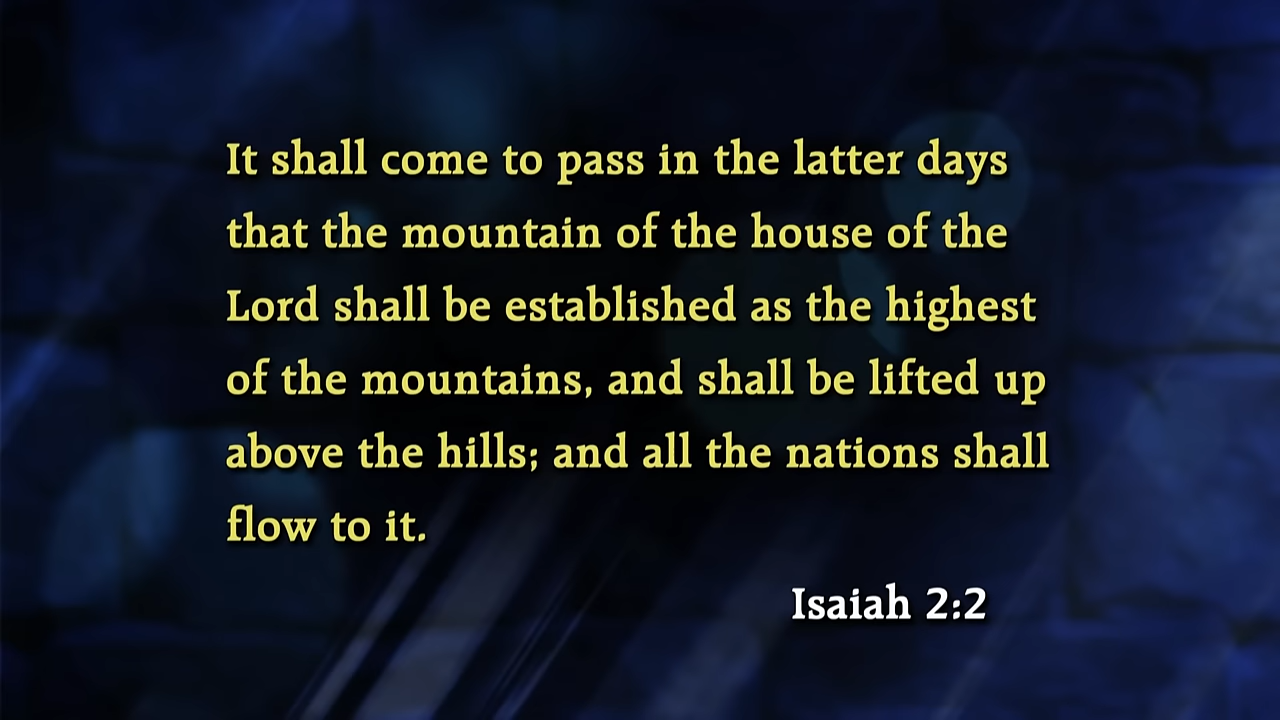 It shall come to pass in the latter days
that the mountain of the house of the
Lord shall be established as the highest
of the mountains, and shall be lifted up
above the hills; and all the nations shall
flow to it.
Isaiah 2:2